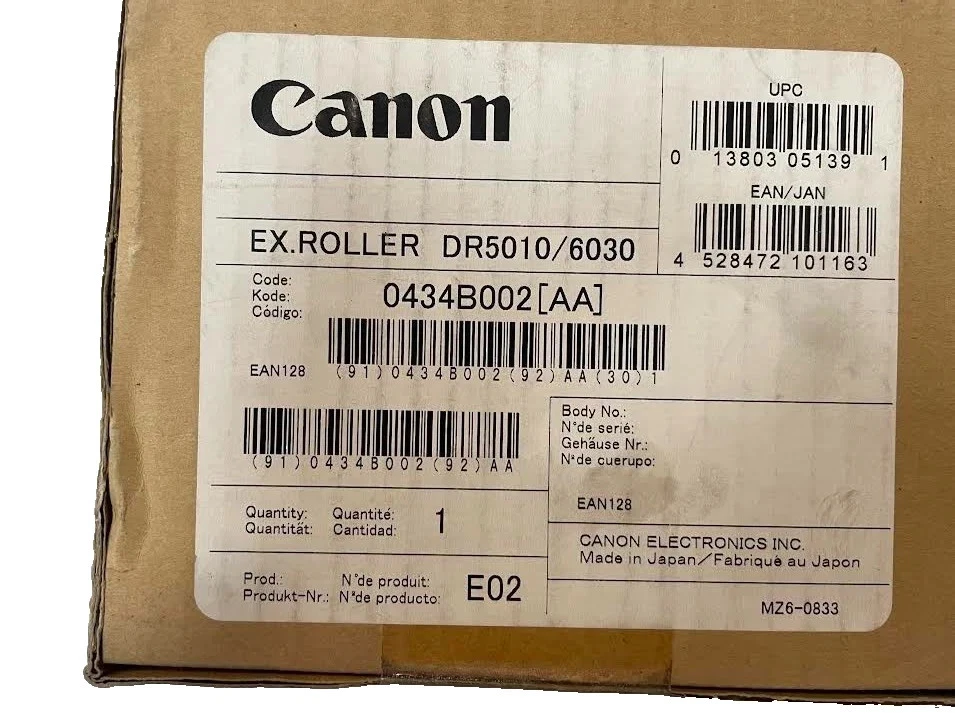 Canon
UPC
0 13803 05139 1
EAN/JAN
4 528472 101163
EX.ROLLER DR5010/6030
Code:
Kode:
Código:
0434B002[AA]
EAN128
(91)0434B002(92)AA(30)1
(91)0434B002(92)AA
Body No.:
N°de serié:
Gehäuse Nr.:
Nªde cuerupo:
EAN128
Quantity: Quantité:
Quantität: Cantidad:
1
CANON ELECTRONICS INC.
Made in Japan/Fabriqué au Japon
Prod.: N°de produit:
Produkt-Nr.: Nªde producto:
E02
MZ6-0833